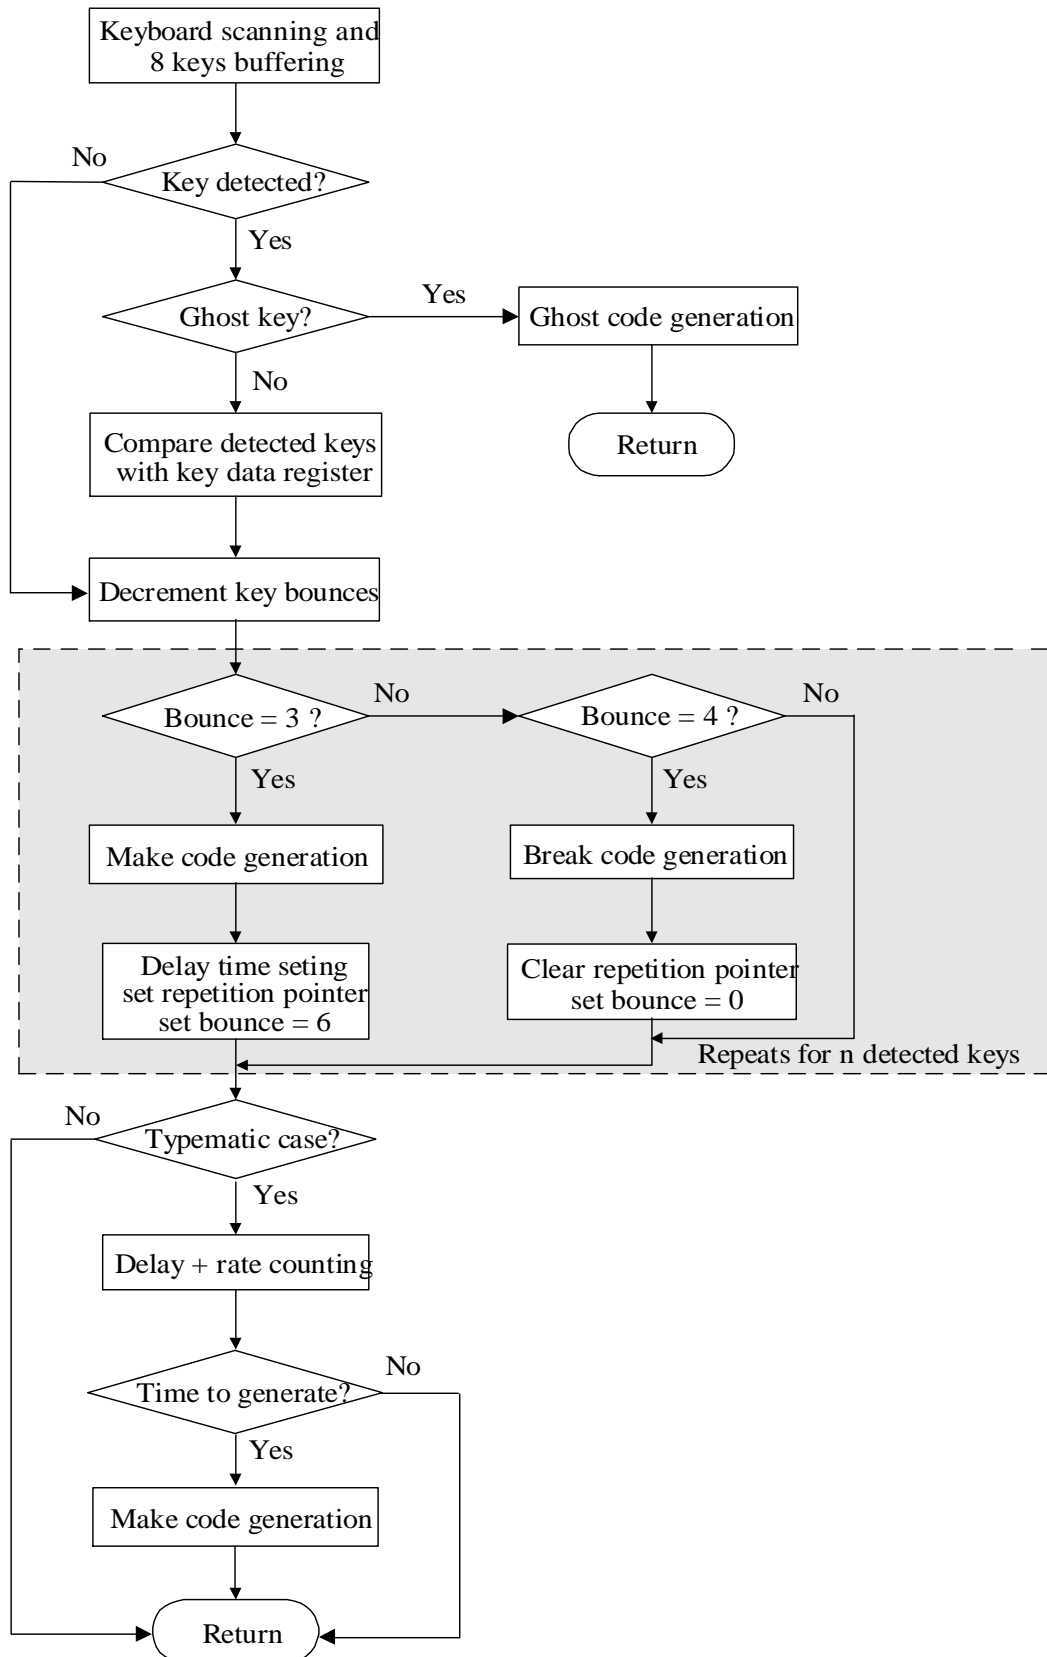 Keyboard scanning and
8 keys buffering
No
Key detected?
Yes
Yes
Ghost key?
Ghost code generation
No
Compare detected keys
with key data register
Return
Decrement key bounces
No
No
Bounce = 3 ?
Bounce = 4 ?
Yes
Yes
Make code generation
Break code generation
Delay time seting
set repetition pointer
set bounce = 6
Clear repetition pointer
set bounce = 0
Repeats for n detected keys
No
Typematic case?
Yes
Delay + rate counting
No
Time to generate?
Yes
Make code generation
Return